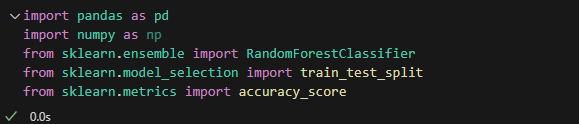 import pandas as pd
import numpy as np
from sklearn.ensemble import RandomForestClassifier
from sklearn.model_selection import train_test_split
from sklearn.metrics import accuracy_score
0.0s